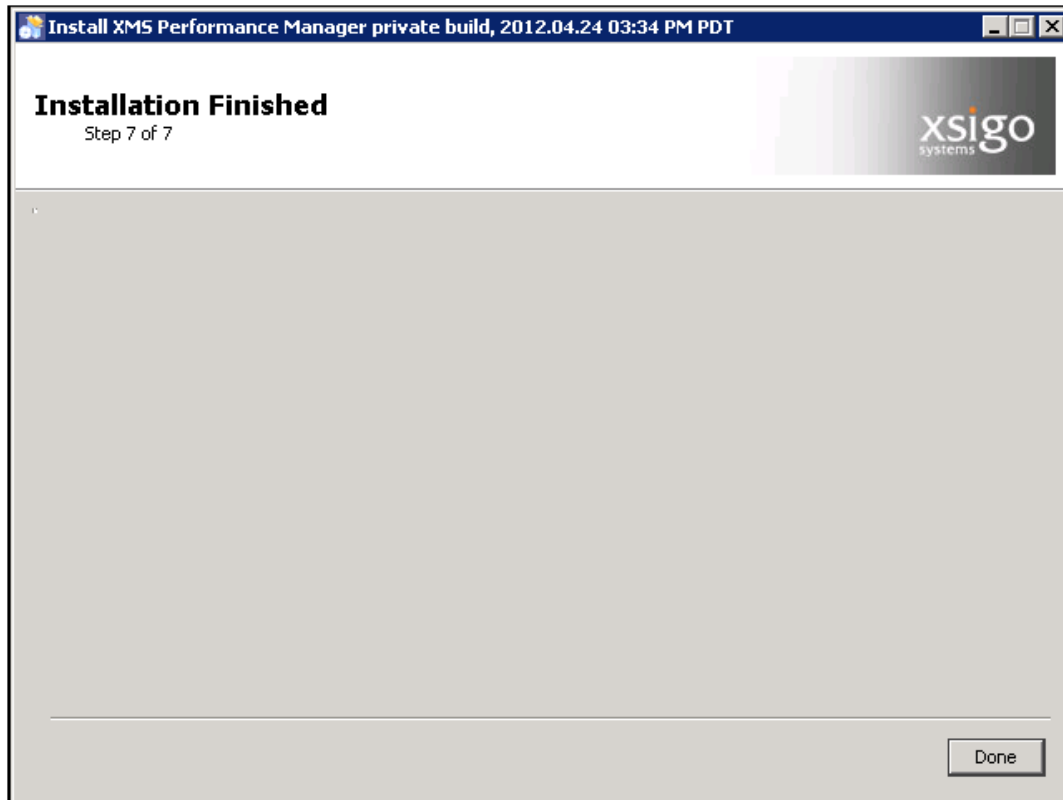 Install XMS Performance Manager private build, 2012.04.24 03:34 PM PDT
Installation Finished
Step 7 of 7
xsigo
systems
Done